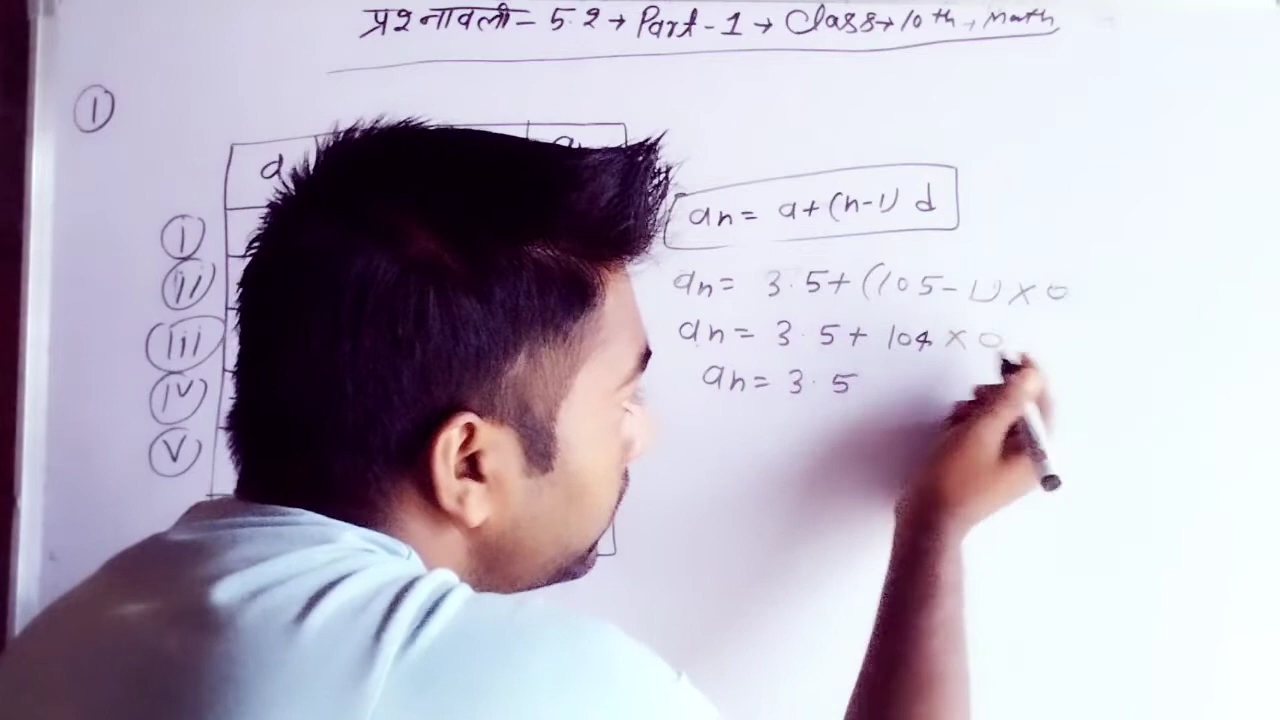 प्रश्नावली - 5.2 → Part - 1 → Class → 10th, Math
①
a
an = a + (n-1) d
i
ii
iii
iv
v
an = 3.5 + (105 - 1) × 0
an = 3.5 + 104 × 0
an = 3.5